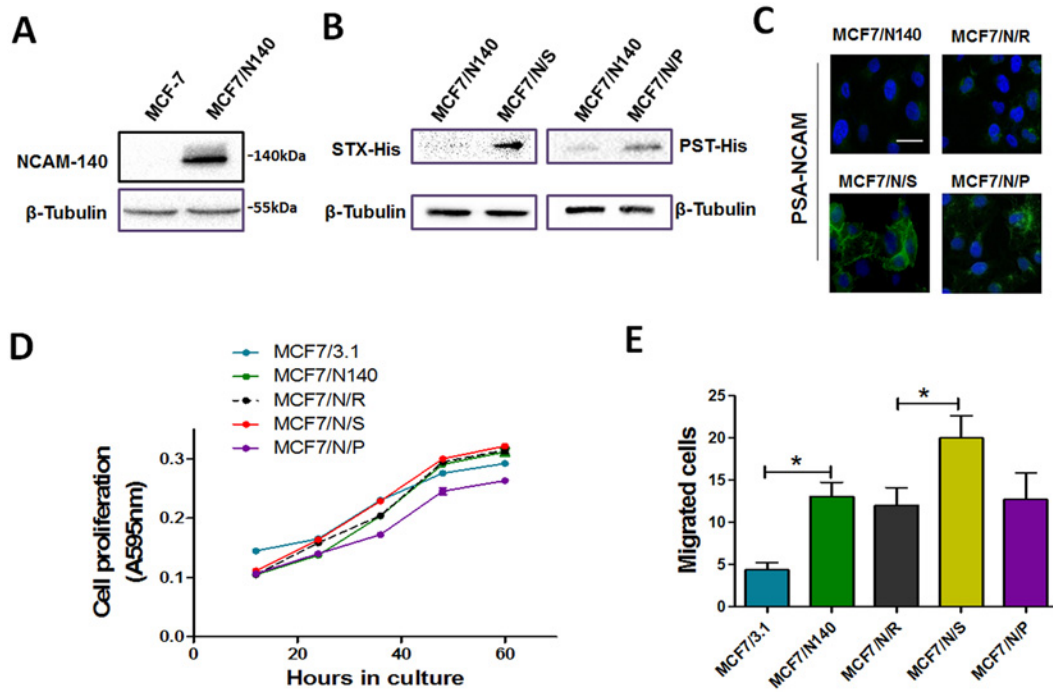 A
MCF-7
MCF7/N140
NCAM-140
-140kDa
β-Tubulin
-55kDa
B
MCF7/N140
MCF7/N/S
MCF7/N140
MCF7/N/P
STX-His
PST-His
β-Tubulin
β-Tubulin
C
MCF7/N140
MCF7/N/R
PSA-NCAM
MCF7/N/S
MCF7/N/P
D
MCF7/3.1
MCF7/N140
MCF7/N/R
MCF7/N/S
MCF7/N/P
Cell proliferation
(A595nm)
0.3
0.2
0.1
0.0
0
20
40
60
Hours in culture
E
Migrated cells
25
20
15
10
5
0
*
*
MCF7/3.1
MCF7/N140
MCF7/N/R
MCF7/N/S
MCF7/N/P